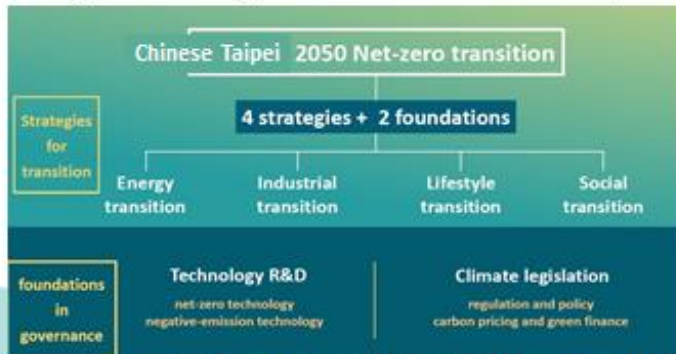 Chinese Taipei 2050 Net-zero transition
4 strategies + 2 foundations
Strategies
for
transition
Energy
transition
Industrial
transition
Lifestyle
transition
Social
transition
foundations
in
governance
Technology R&D
net-zero technology
negative-emission technology
Climate legislation
regulation and policy
carbon pricing and green finance